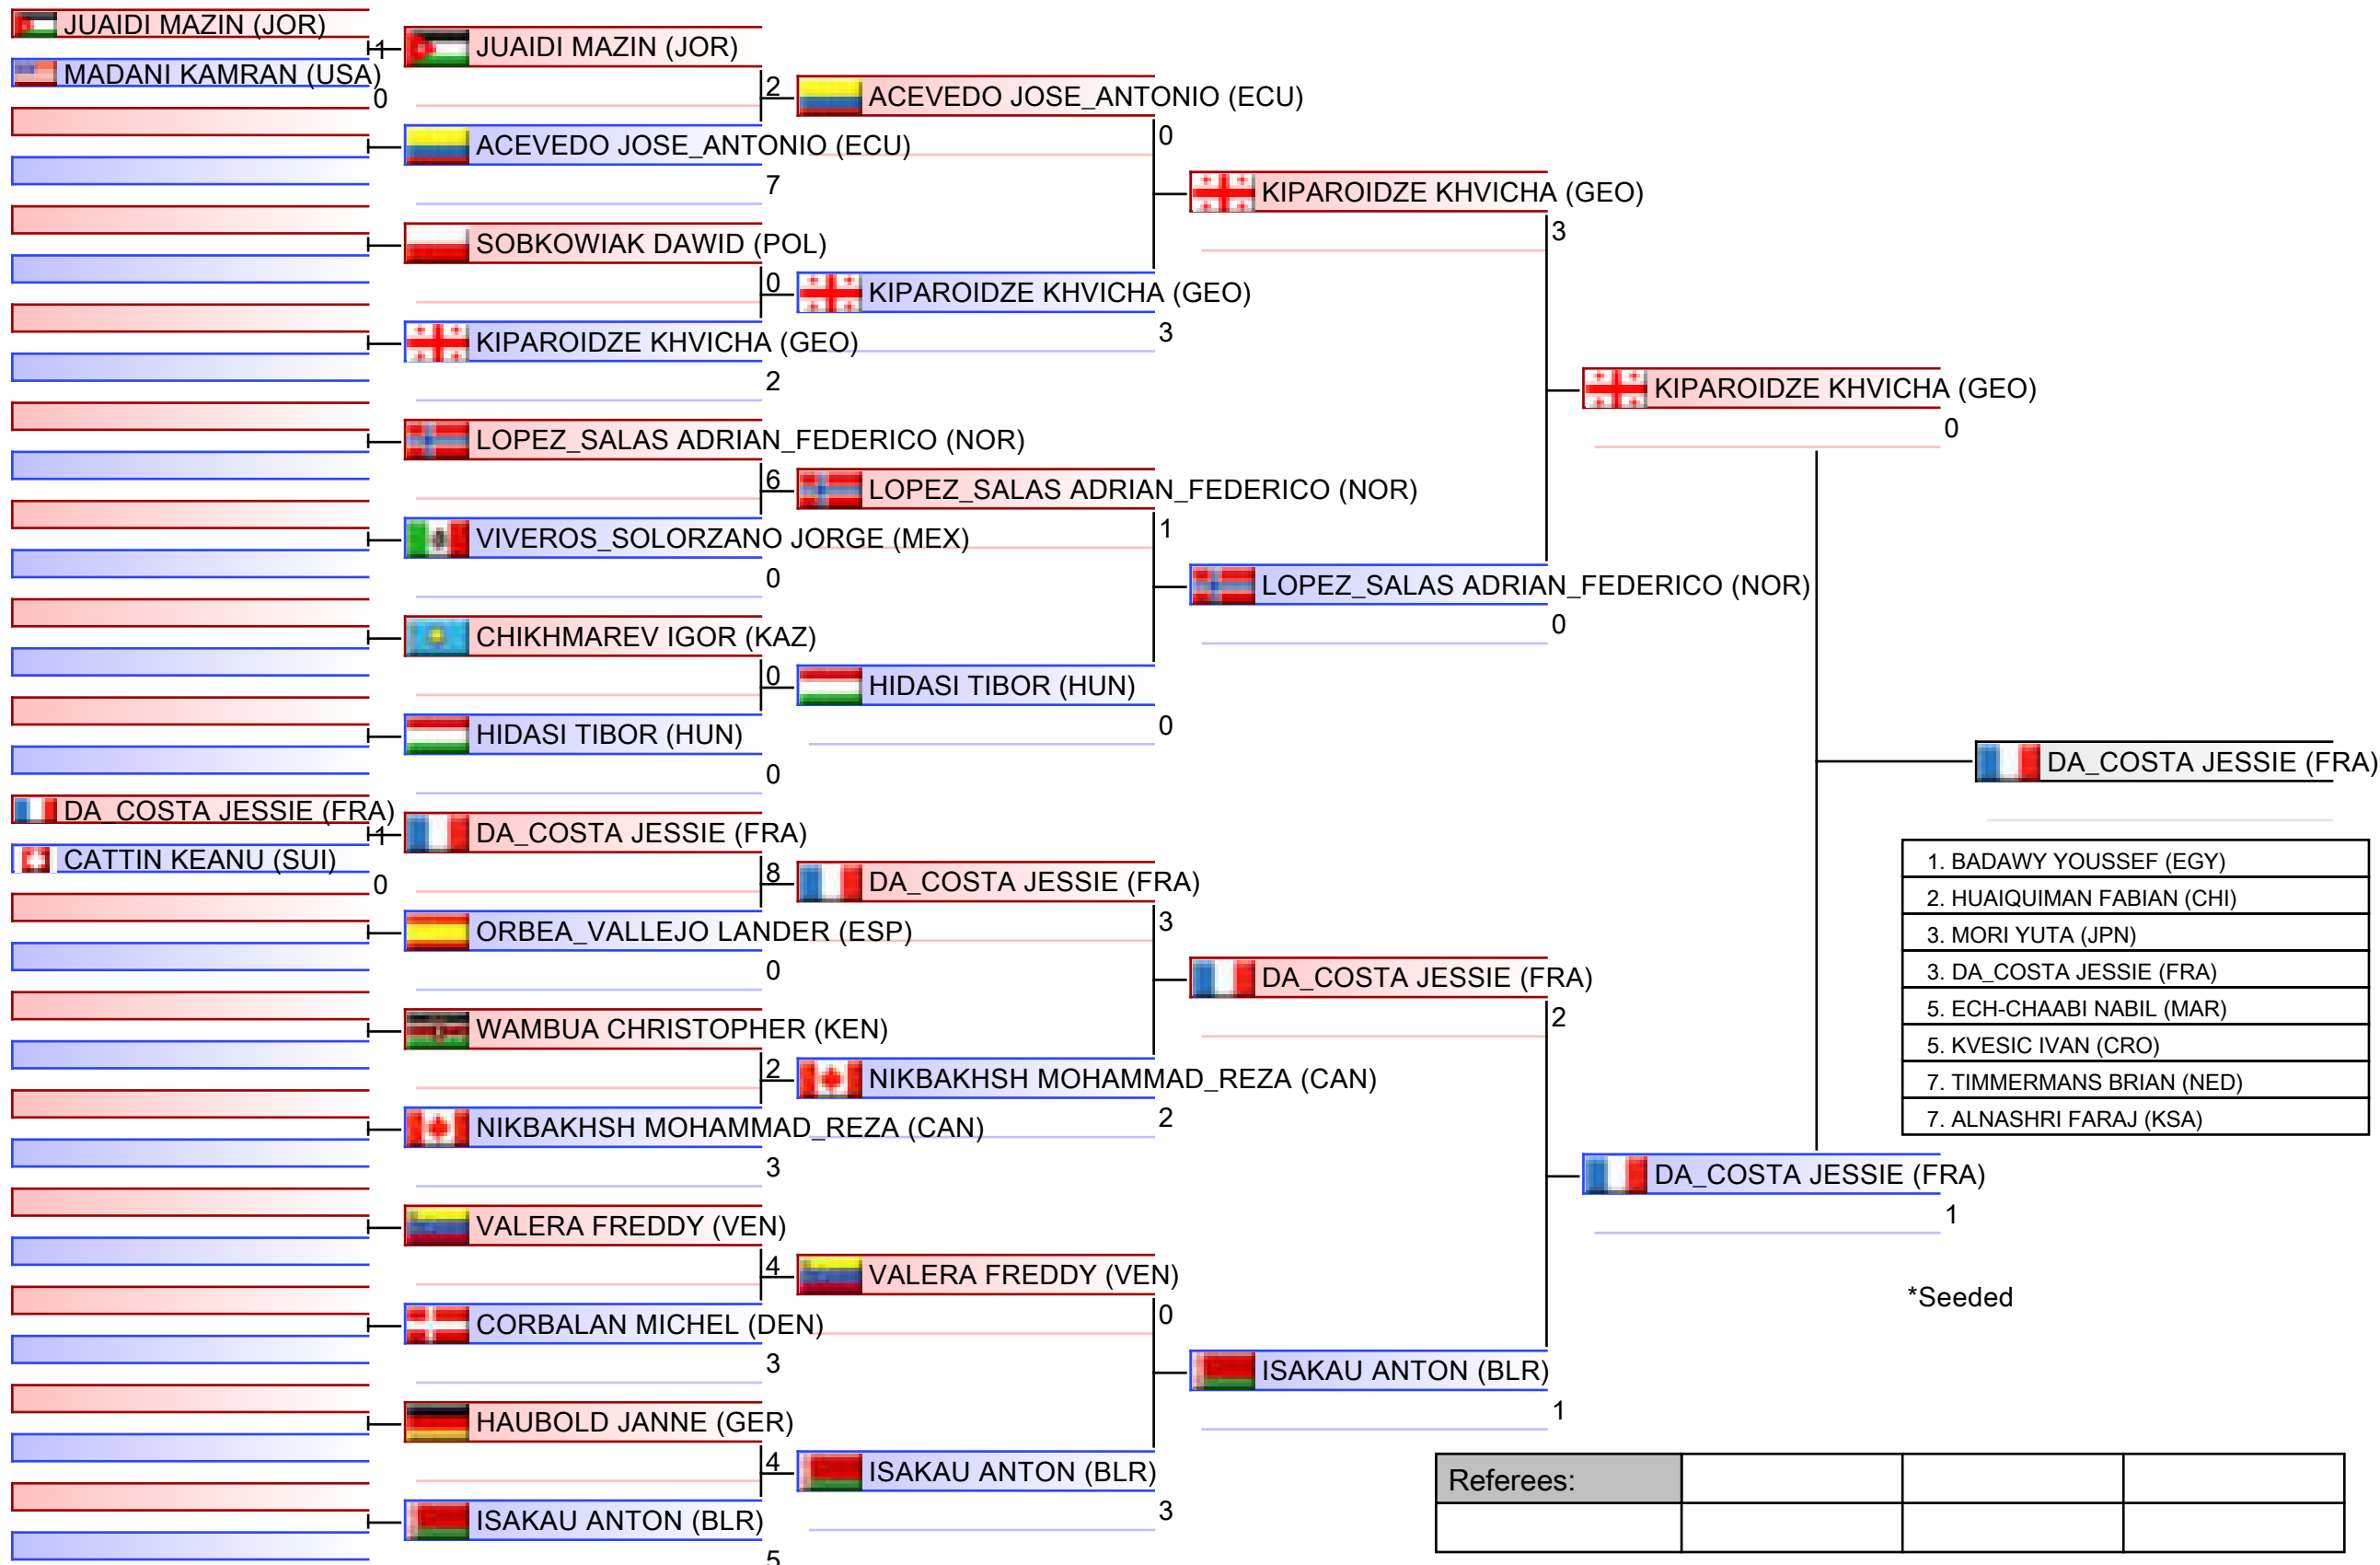 JUAIDI MAZIN (JOR)
1
MADANI KAMRAN (USA)
0
DA_COSTA JESSIE (FRA)
1
CATTIN KEANU (SUI)
0
JUAIDI MAZIN (JOR)
2
ACEVEDO JOSE_ANTONIO (ECU)
7
SOBKOWIAK DAWID (POL)
0
KIPAROIDZE KHVICHA (GEO)
2
LOPEZ_SALAS ADRIAN_FEDERICO (NOR)
6
VIVEROS_SOLORZANO JORGE (MEX)
0
CHIKHMAREV IGOR (KAZ)
0
HIDASI TIBOR (HUN)
0
DA_COSTA JESSIE (FRA)
8
ORBEA_VALLEJO LANDER (ESP)
0
WAMBUA CHRISTOPHER (KEN)
2
NIKBAKHSH MOHAMMAD_REZA (CAN)
3
VALERA FREDDY (VEN)
4
CORBALAN MICHEL (DEN)
3
HAUBOLD JANNE (GER)
4
ISAKAU ANTON (BLR)
5
ACEVEDO JOSE_ANTONIO (ECU)
0
KIPAROIDZE KHVICHA (GEO)
3
LOPEZ_SALAS ADRIAN_FEDERICO (NOR)
1
HIDASI TIBOR (HUN)
0
DA_COSTA JESSIE (FRA)
3
NIKBAKHSH MOHAMMAD_REZA (CAN)
2
VALERA FREDDY (VEN)
0
ISAKAU ANTON (BLR)
3
KIPAROIDZE KHVICHA (GEO)
3
LOPEZ_SALAS ADRIAN_FEDERICO (NOR)
0
DA_COSTA JESSIE (FRA)
2
ISAKAU ANTON (BLR)
1
KIPAROIDZE KHVICHA (GEO)
0
DA_COSTA JESSIE (FRA)
1
DA_COSTA JESSIE (FRA)
1. BADAWY YOUSSEF (EGY)
2. HUAIQUIMAN FABIAN (CHI)
3. MORI YUTA (JPN)
3. DA_COSTA JESSIE (FRA)
5. ECH-CHAABI NABIL (MAR)
5. KVESIC IVAN (CRO)
7. TIMMERMANS BRIAN (NED)
7. ALNASHRI FARAJ (KSA)
*Seeded
Referees: